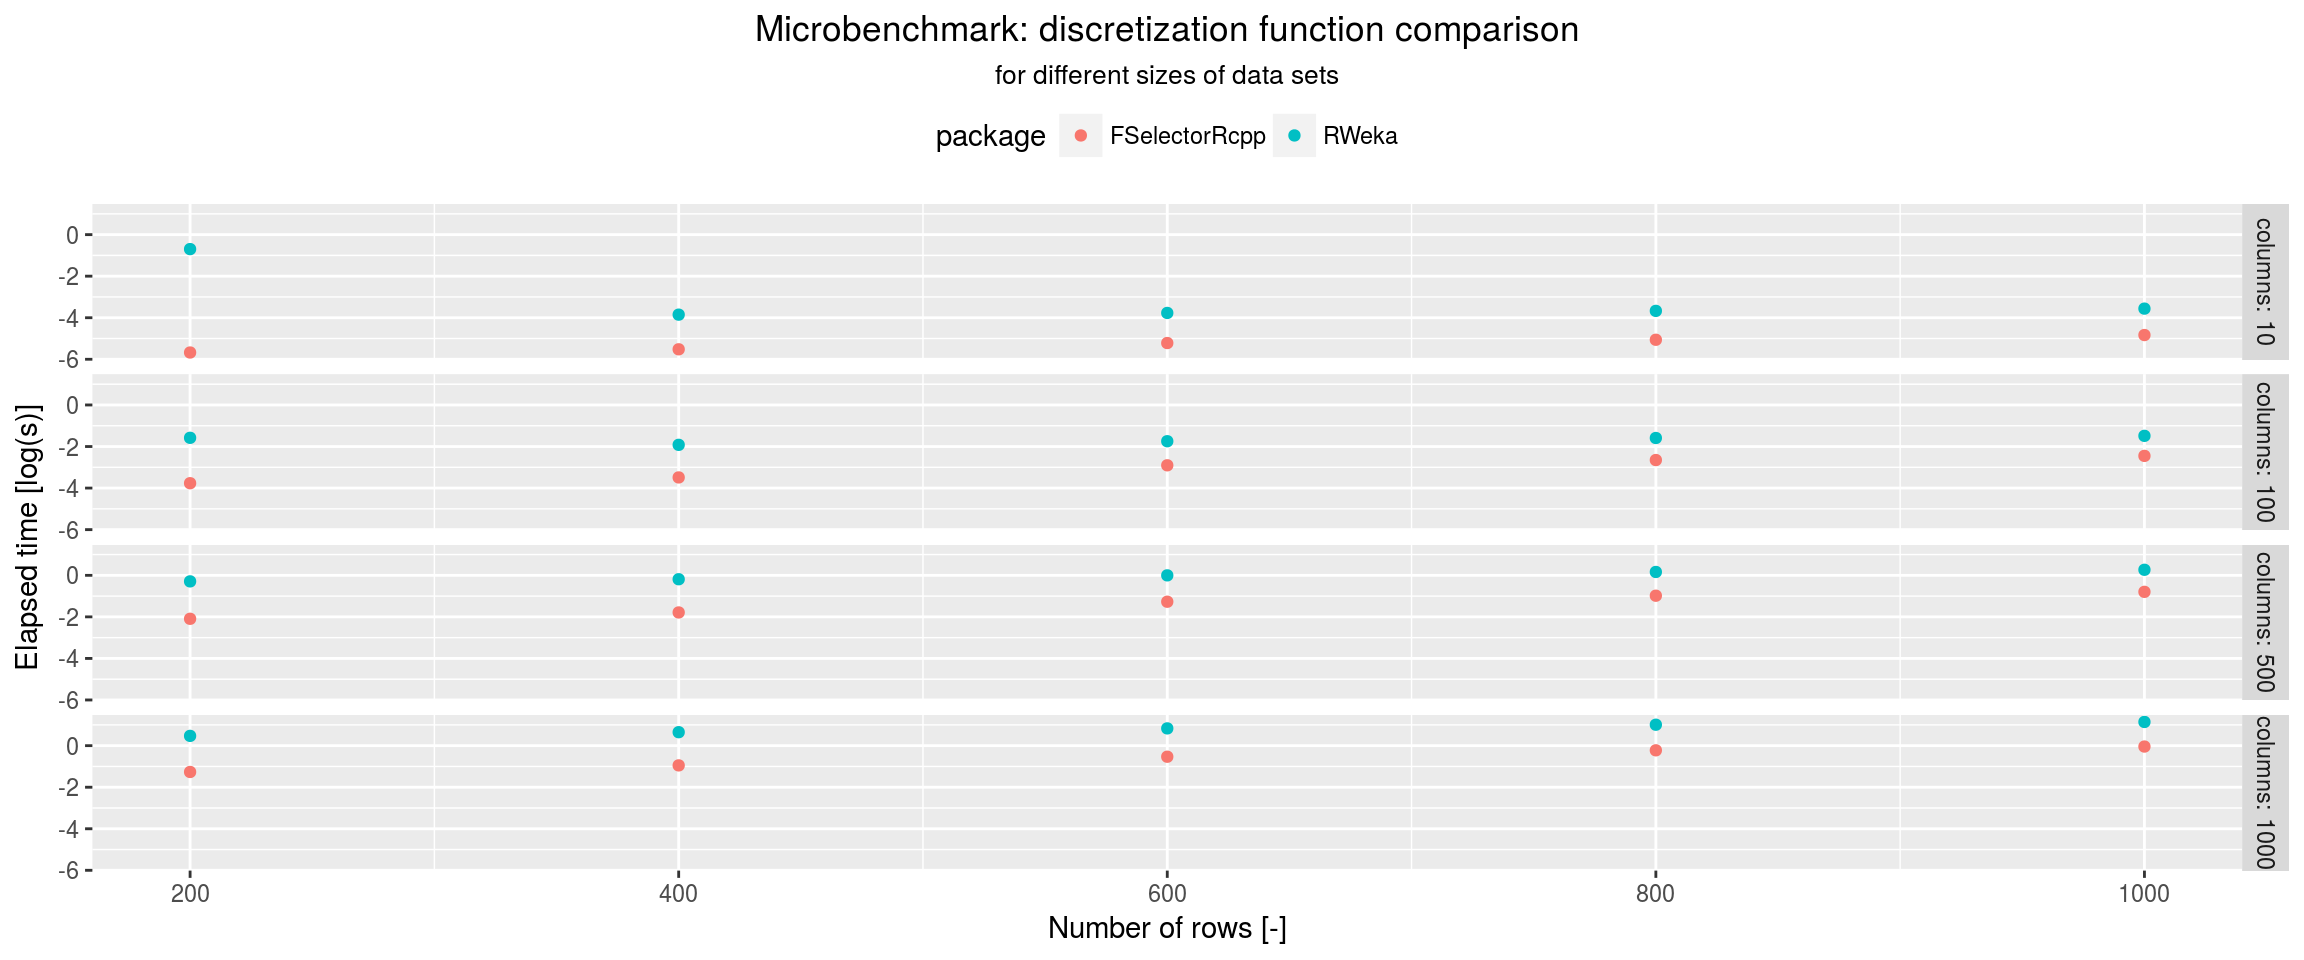 Microbenchmark: discretization function comparison
for different sizes of data sets
package FSelectorRcpp RWeka
Elapsed time [log(s)]
0
-2
-4
-6
columns: 10
0
-2
-4
-6
columns: 100
0
-2
-4
-6
columns: 500
0
-2
-4
-6
columns: 1000
200 400 600 800 1000
Number of rows [-]